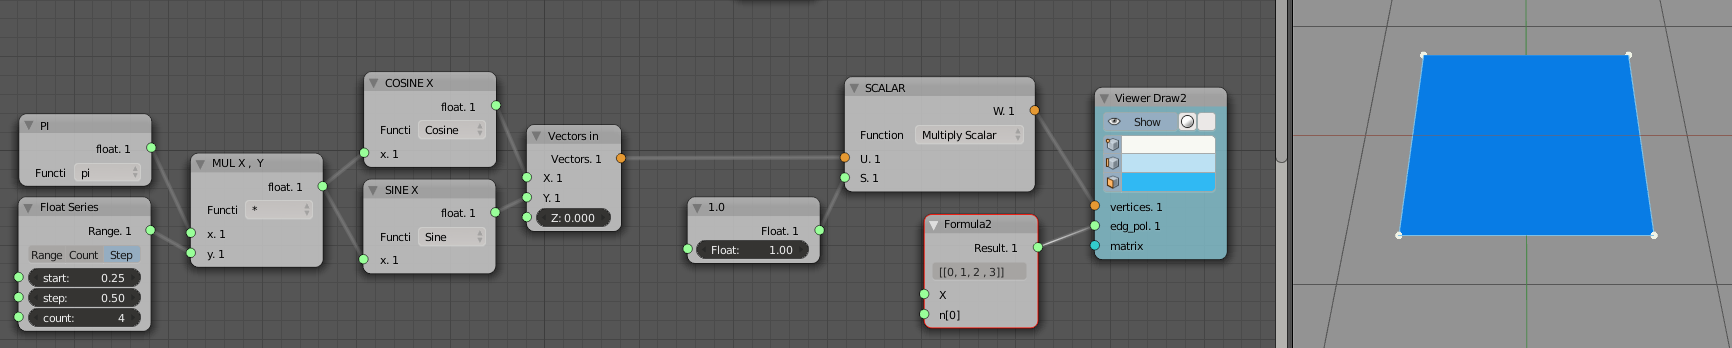 PI
float. 1
Functi pi
Float Series
Range. 1
Range Count Step
start: 0.25
step: 0.50
count: 4
MUL X , Y
float. 1
Functi *
x. 1
y. 1
COSINE X
float. 1
Functi Cosine
x. 1
SINE X
float. 1
Functi Sine
x. 1
Vectors in
Vectors. 1
X. 1
Y. 1
Z: 0.000
1.0
Float. 1
Float: 1.00
SCALAR
W. 1
Function Multiply Scalar
U. 1
S. 1
Formula2
Result. 1
[[0, 1, 2 , 3]]
X
n[0]
Viewer Draw2
Show
vertices. 1
edg_pol. 1
matrix